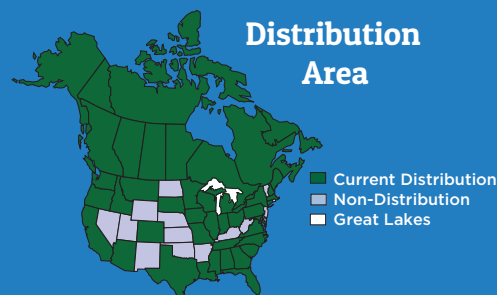 Distribution
Area
Current Distribution
Non-Distribution
Great Lakes